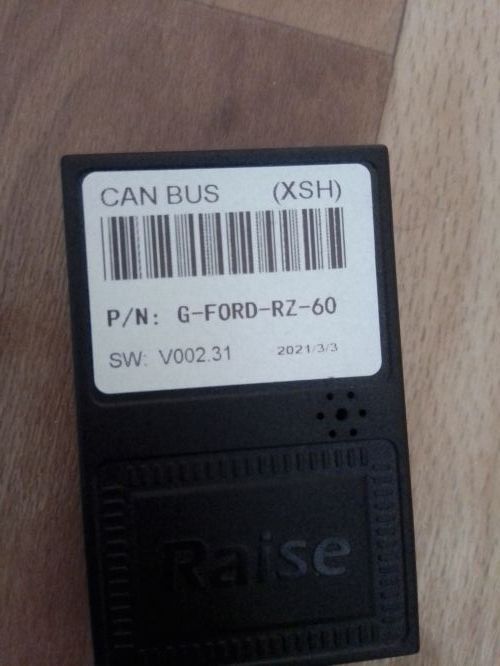 CAN BUS (XSH)
P/N: G-FORD-RZ-60
SW: V002.31 2021/3/3
Raise